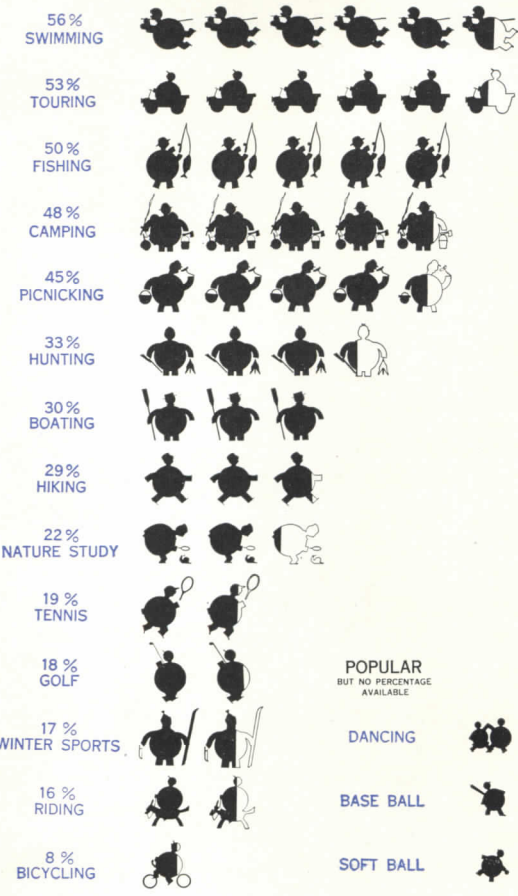 56%
SWIMMING
53%
TOURING
50%
FISHING
48%
CAMPING
45%
PICNICKING
33%
HUNTING
30%
BOATING
29%
HIKING
22%
NATURE STUDY
19%
TENNIS
18%
GOLF
17%
WINTER SPORTS
16%
RIDING
8%
BICYCLING
POPULAR
BUT NO PERCENTAGE
AVAILABLE
DANCING
BASE BALL
SOFT BALL